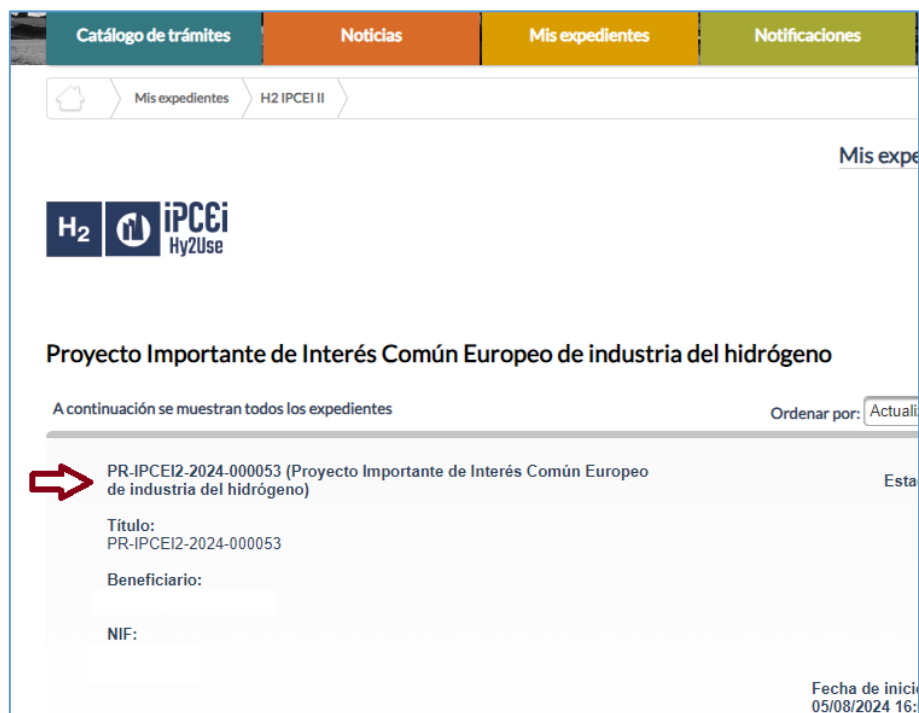 Catálogo de trámites
Noticias
Mis expedientes
Notificaciones
Mis expedientes
H2 IPCEI II
Mis expe
H2
iPCEi
Hy2Use
Proyecto Importante de Interés Común Europeo de industria del hidrógeno
A continuación se muestran todos los expedientes
Ordenar por: Actuali
PR-IPCEI2-2024-000053 (Proyecto Importante de Interés Común Europeo
de industria del hidrógeno)
Esta
Título:
PR-IPCEI2-2024-000053
Beneficiario:
NIF:
Fecha de inici
05/08/2024 16: